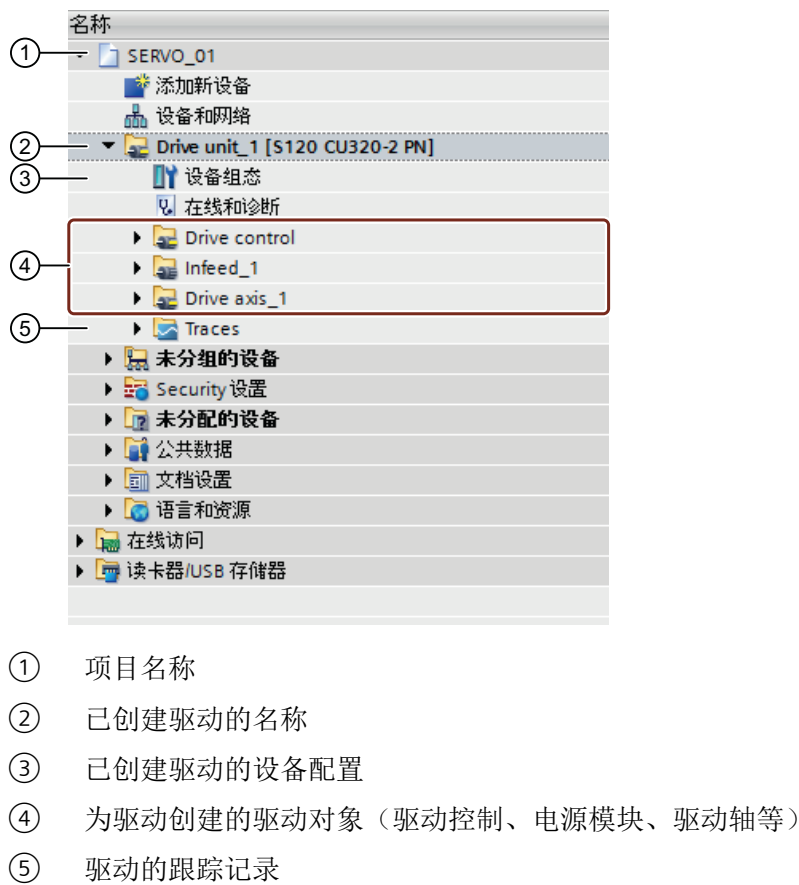 名称
① SERVO_01
添加新设备
设备和网络
② Drive unit_1 [S120 CU320-2 PN]
③ 设备组态
在线和诊断
Drive control
④ Infeed_1
Drive axis_1
⑤ Traces
未分组的设备
Security 设置
未分配的设备
公共数据
文档设置
语言和资源
在线访问
读卡器/USB 存储器
① 项目名称
② 已创建驱动的名称
③ 已创建驱动的设备配置
④ 为驱动创建的驱动对象（驱动控制、电源模块、驱动轴等）
⑤ 驱动的跟踪记录